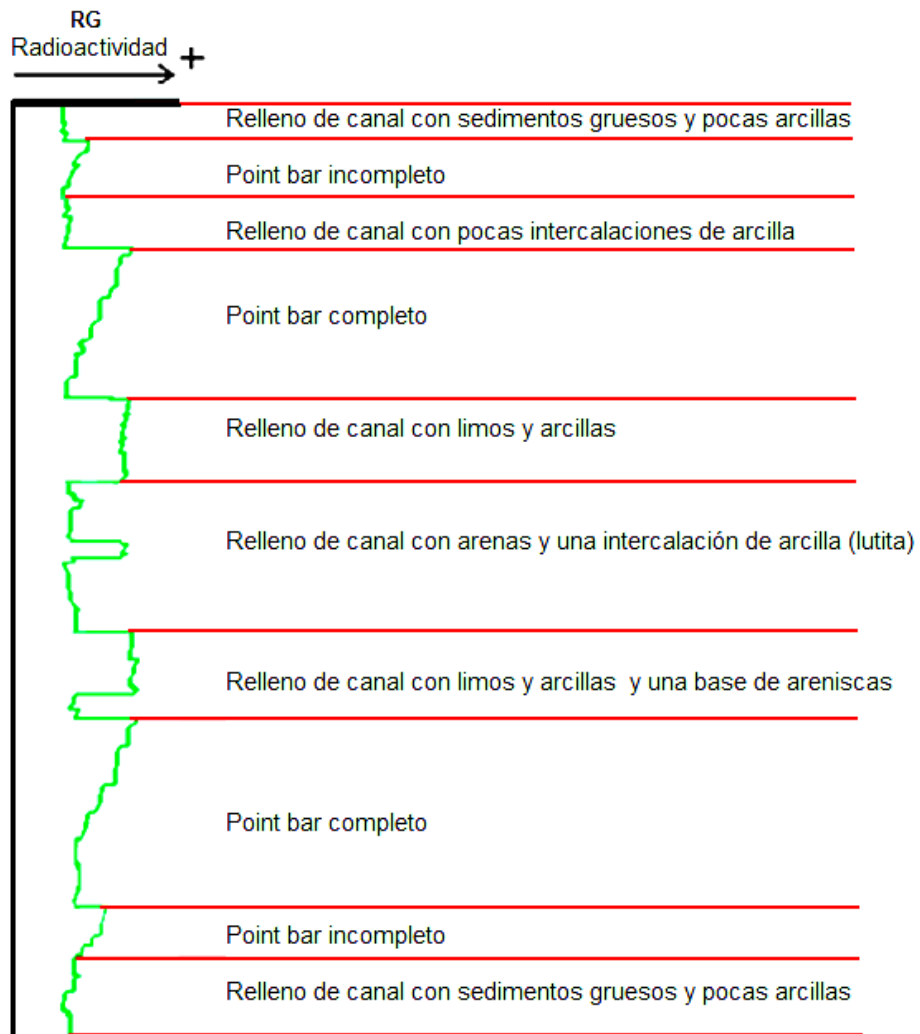 RG
Radioactividad
+
Relleno de canal con sedimentos gruesos y pocas arcillas
Point bar incompleto
Relleno de canal con pocas intercalaciones de arcilla
Point bar completo
Relleno de canal con limos y arcillas
Relleno de canal con arenas y una intercalación de arcilla (lutita)
Relleno de canal con limos y arcillas y una base de areniscas
Point bar completo
Point bar incompleto
Relleno de canal con sedimentos gruesos y pocas arcillas